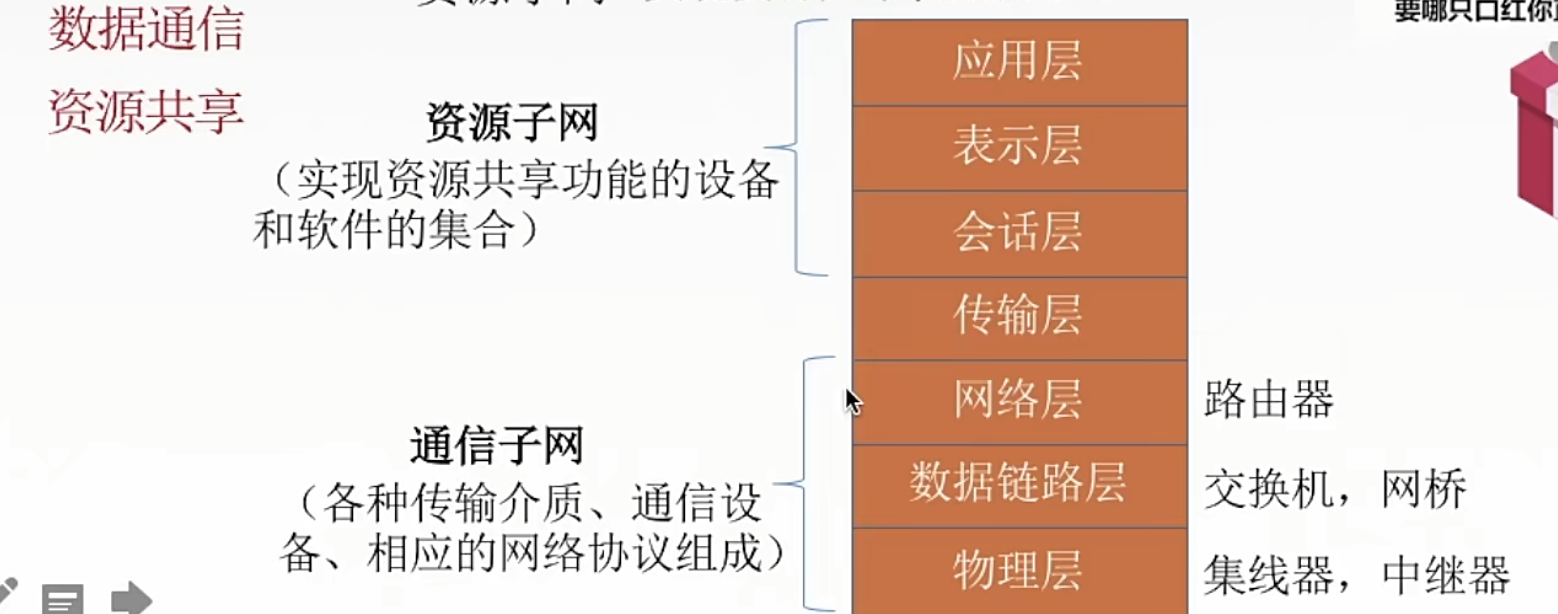 要哪只口红你
数据通信
资源共享
资源子网
（实现资源共享功能的设备
和软件的集合）
应用层
表示层
会话层
传输层
网络层 路由器
通信子网
（各种传输介质、通信设
备、相应的网络协议组成）
数据链路层 交换机，网桥
物理层 集线器，中继器